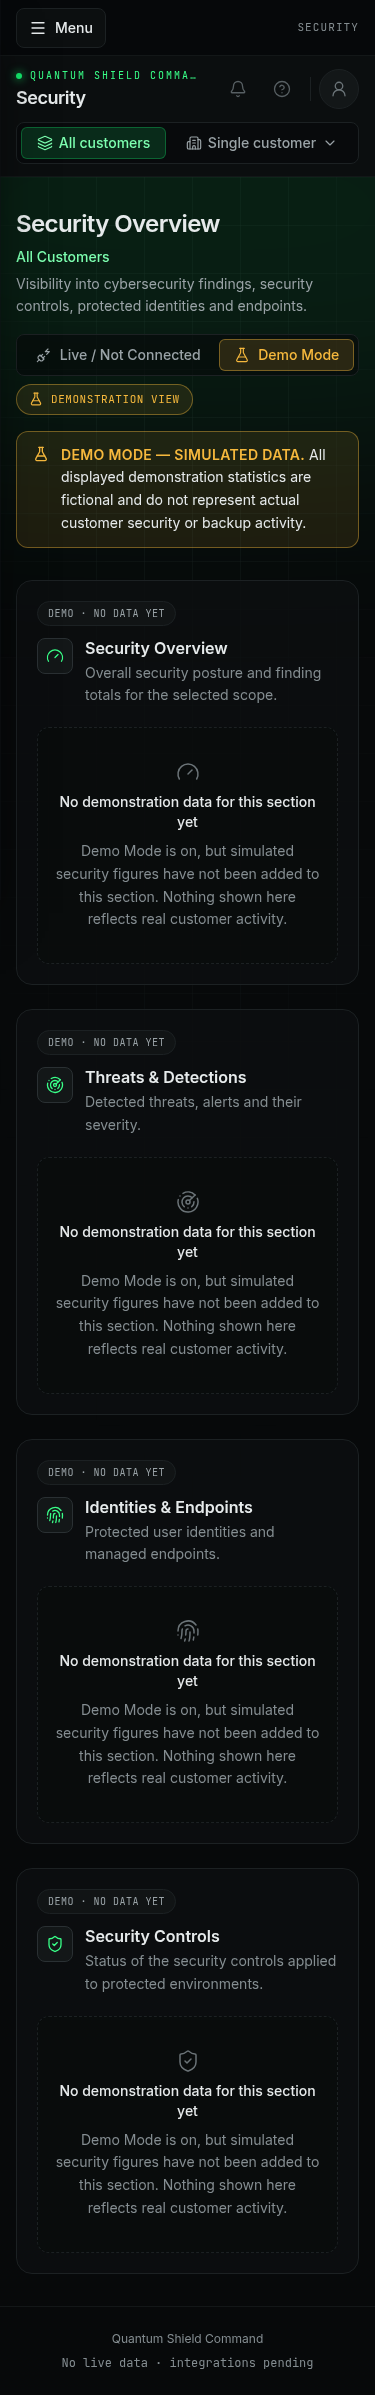 Menu
SECURITY
QUANTUM SHIELD COMMA…
Security
All customers
Single customer
Security Overview
All Customers
Visibility into cybersecurity findings, security
controls, protected identities and endpoints.
Live / Not Connected
Demo Mode
DEMONSTRATION VIEW
DEMO MODE — SIMULATED DATA. All
displayed demonstration statistics are
fictional and do not represent actual
customer security or backup activity.
DEMO · NO DATA YET
Security Overview
Overall security posture and finding
totals for the selected scope.
No demonstration data for this section
yet
Demo Mode is on, but simulated
security figures have not been added to
this section. Nothing shown here
reflects real customer activity.
DEMO · NO DATA YET
Threats & Detections
Detected threats, alerts and their
severity.
No demonstration data for this section
yet
Demo Mode is on, but simulated
security figures have not been added to
this section. Nothing shown here
reflects real customer activity.
DEMO · NO DATA YET
Identities & Endpoints
Protected user identities and
managed endpoints.
No demonstration data for this section
yet
Demo Mode is on, but simulated
security figures have not been added to
this section. Nothing shown here
reflects real customer activity.
DEMO · NO DATA YET
Security Controls
Status of the security controls applied
to protected environments.
No demonstration data for this section
yet
Demo Mode is on, but simulated
security figures have not been added to
this section. Nothing shown here
reflects real customer activity.
Quantum Shield Command
No live data · integrations pending